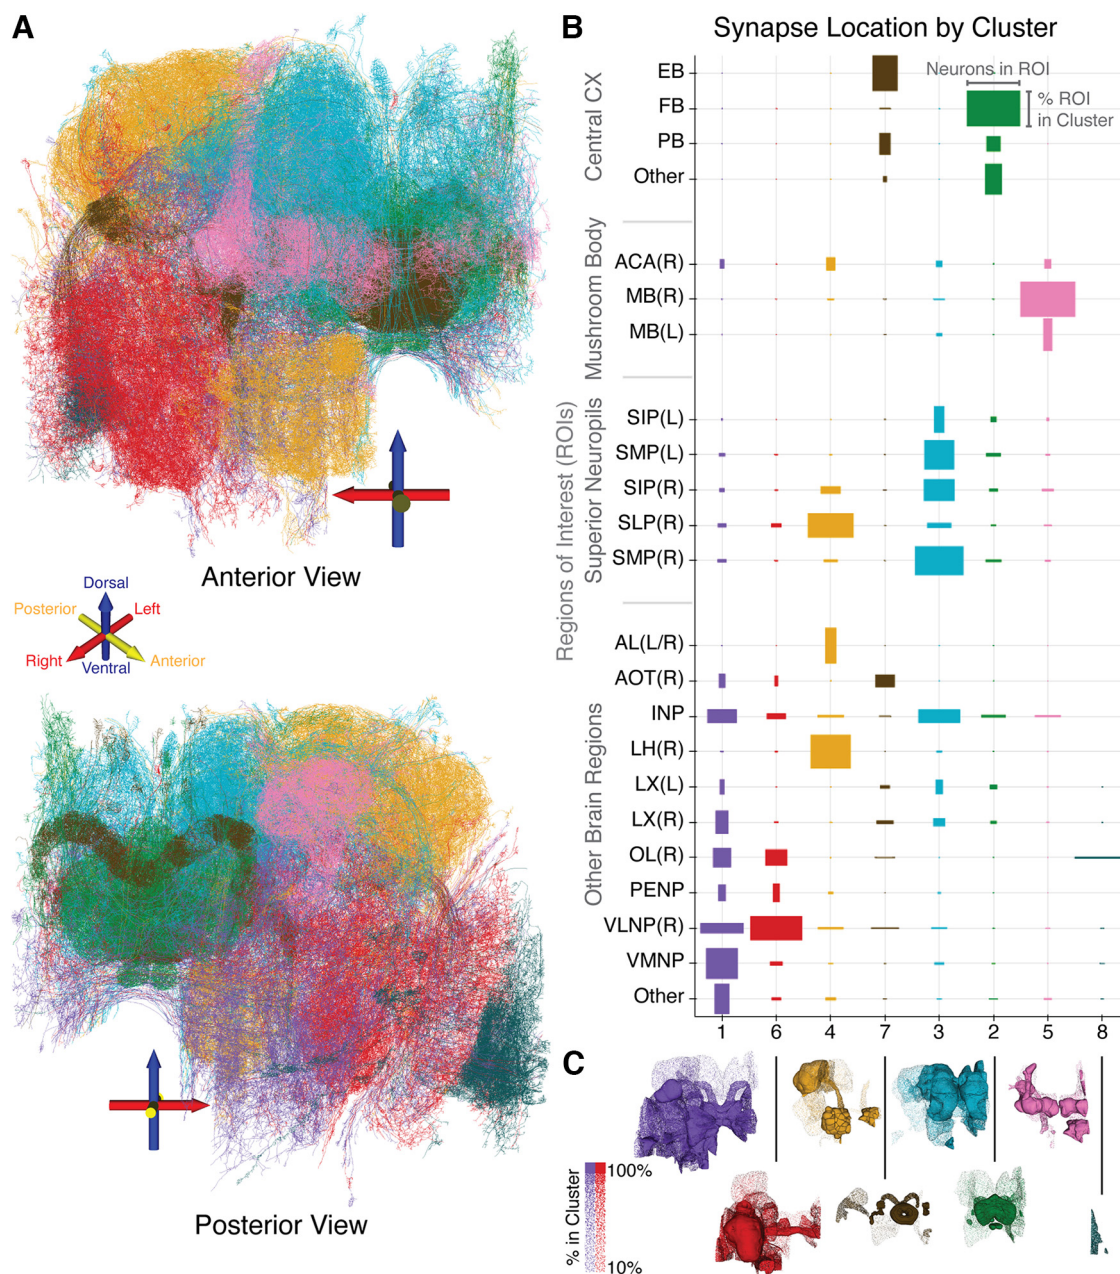 A
Anterior View
Dorsal
Posterior
Left
Right
Ventral
Anterior
Posterior View
B
Synapse Location by Cluster
Neurons in ROI
% ROI
in Cluster
Regions of Interest (ROIs)
Central CX
EB
FB
PB
Other
Mushroom Body
ACA(R)
MB(R)
MB(L)
Superior Neuropils
SIP(L)
SMP(L)
SIP(R)
SLP(R)
SMP(R)
Other Brain Regions
AL(L/R)
AOT(R)
INP
LH(R)
LX(L)
LX(R)
OL(R)
PENP
VLNP(R)
VMNP
Other
1 6 4 7 3 2 5 8
C
% in Cluster
100%
10%